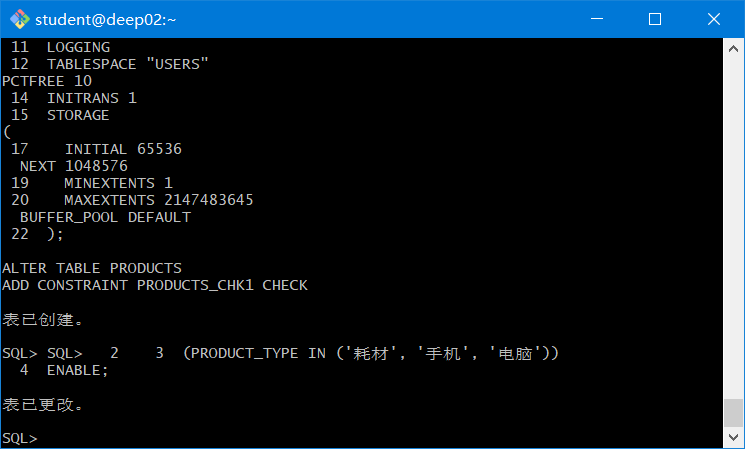 student@deep02:~
11 LOGGING
12 TABLESPACE "USERS"
PCTFREE 10
14 INITRANS 1
15 STORAGE
(
17 INITIAL 65536
NEXT 1048576
19 MINEXTENTS 1
20 MAXEXTENTS 2147483645
BUFFER_POOL DEFAULT
22 );
ALTER TABLE PRODUCTS
ADD CONSTRAINT PRODUCTS_CHK1 CHECK
表已创建。
SQL> SQL> 2 3 (PRODUCT_TYPE IN ('耗材', '手机', '电脑'))
4 ENABLE;
表已更改。
SQL>